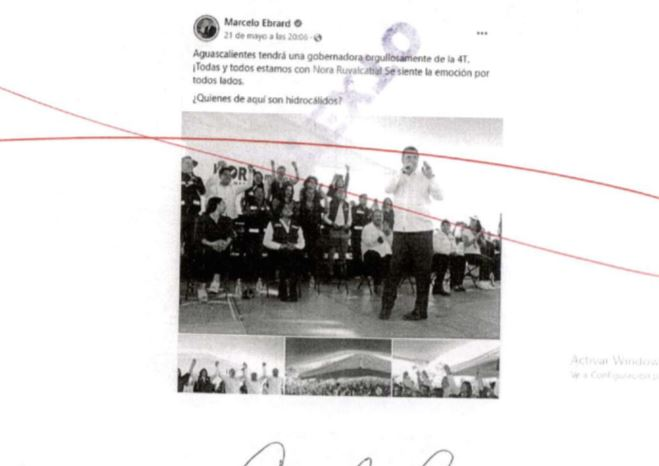 Marcelo Ebrard
21 de mayo a las 20:06 ·
Aguascalientes tendrá una gobernadora orgullosamente de la 4T.
¡Todas y todos estamos con Nora Ruvalcaba! Se siente la emoción por
todos lados.
¿Quienes de aquí son hidrocálidos?
Activar Window
Ve a Configuración